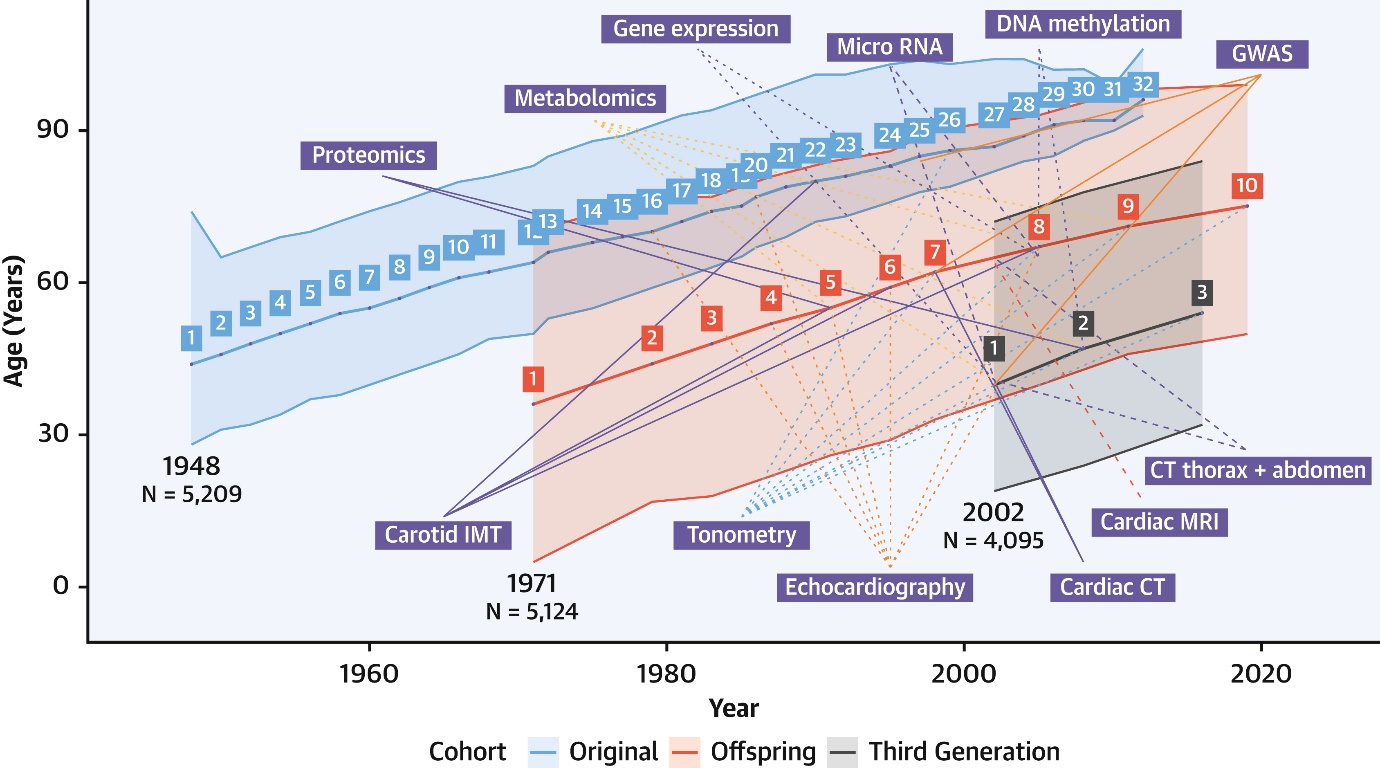 Gene expression
DNA methylation
Micro RNA
GWAS
Metabolomics
Proteomics
Age (Years)
90
60
30
0
1 2 3 4 5 6 7 8 9 10 11 12 13 14 15 16 17 18 19 20 21 22 23 24 25 26 27 28 29 30 31 32
1 2 3 4 5 6 7 8 9 10
1 2 3
1948
N = 5,209
1971
N = 5,124
2002
N = 4,095
CT thorax + abdomen
Carotid IMT
Tonometry
Cardiac MRI
Echocardiography
Cardiac CT
1960 1980 2000 2020
Year
Cohort Original Offspring Third Generation